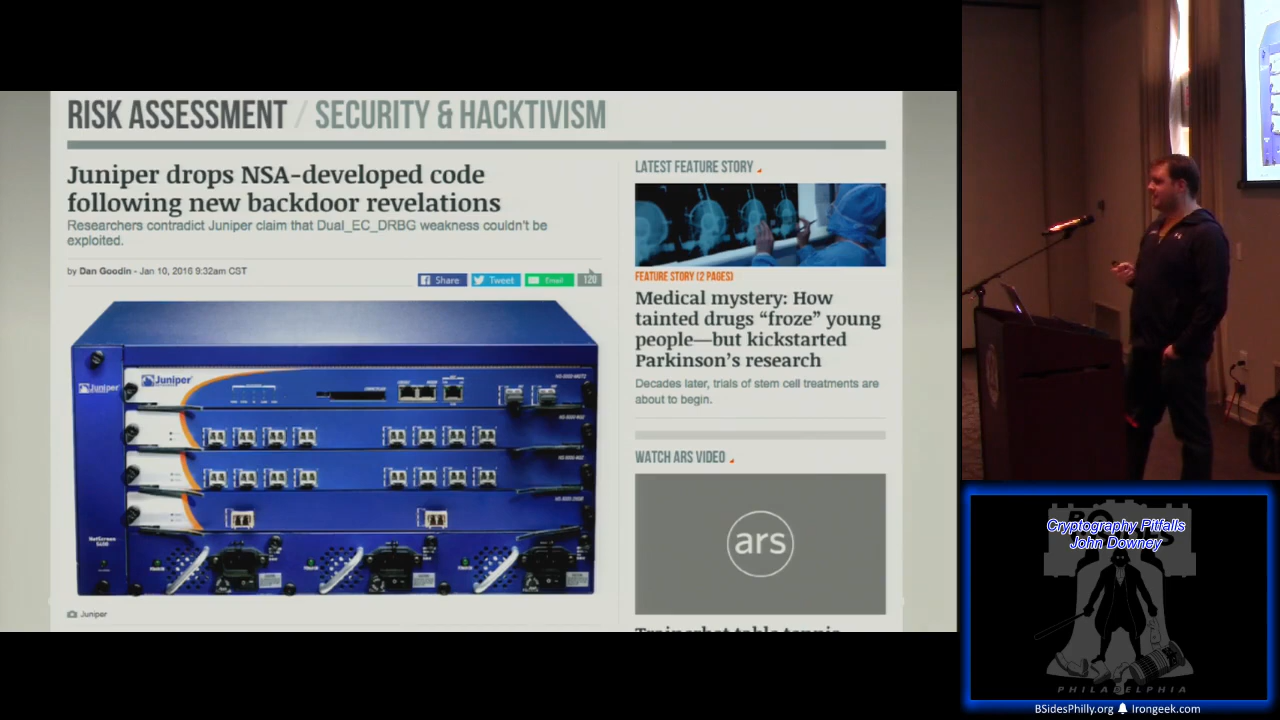 RISK ASSESSMENT / SECURITY & HACKTIVISM
Juniper drops NSA-developed code
following new backdoor revelations
Researchers contradict Juniper claim that Dual_EC_DRBG weakness couldn't be
exploited.
by Dan Goodin - Jan 10, 2016 9:32am CST
Share
Tweet
Email
120
Juniper
Juniper
NetScreen
5400
Juniper
LATEST FEATURE STORY
FEATURE STORY (2 PAGES)
Medical mystery: How
tainted drugs “froze” young
people—but kickstarted
Parkinson’s research
Decades later, trials of stem cell treatments are
about to begin.
WATCH ARS VIDEO
ars
Cryptography Pitfalls
John Downey
PHILADELPHIA
BSidesPhilly.org Irongeek.com